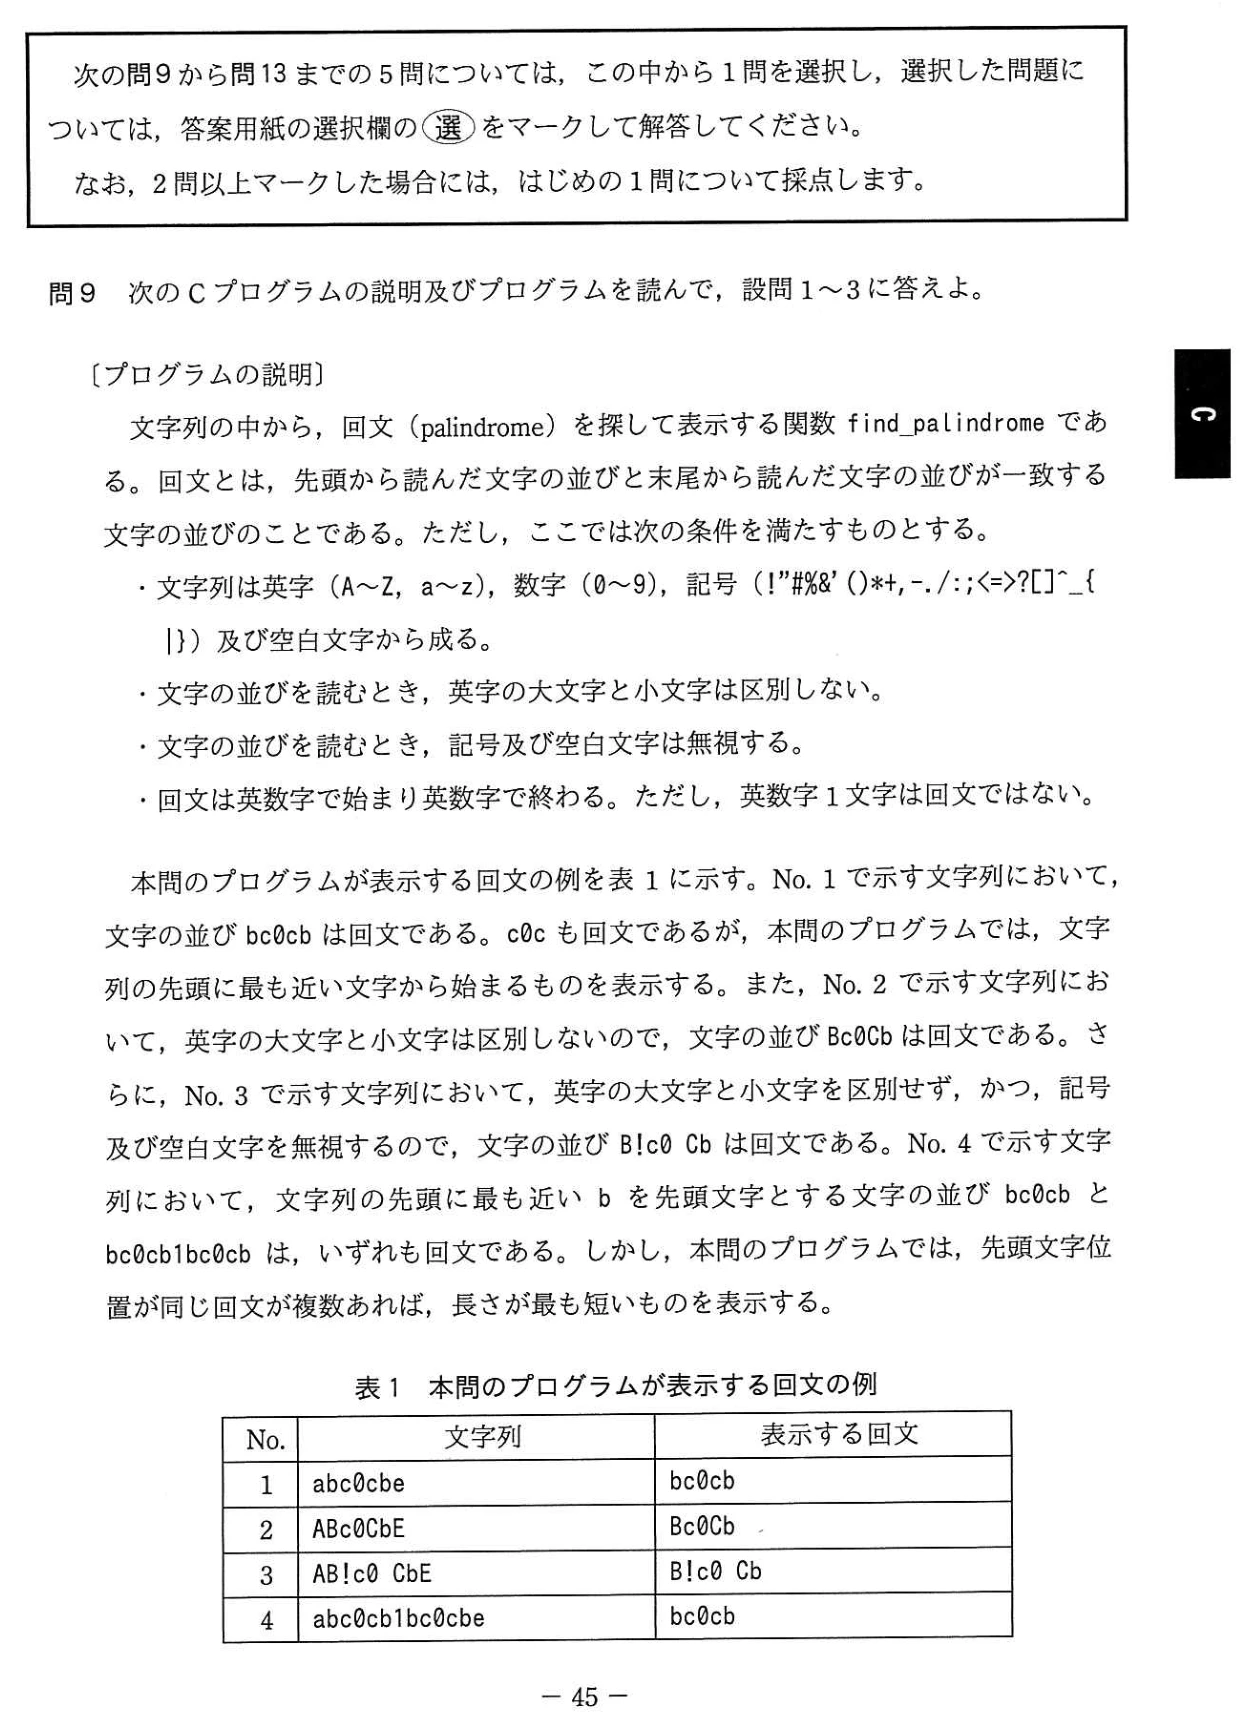 次の問9から問13までの5問については，この中から1問を選択し，選択した問題に
ついては，答案用紙の選択欄の選をマークして解答してください。
なお，2問以上マークした場合には，はじめの1問について採点します。
問9　次のCプログラムの説明及びプログラムを読んで，設問1～3に答えよ。
〔プログラムの説明〕
C
文字列の中から，回文（palindrome）を探して表示する関数 find_palindrome であ
る。回文とは，先頭から読んだ文字の並びと末尾から読んだ文字の並びが一致する
文字の並びのことである。ただし，ここでは次の条件を満たすものとする。
・文字列は英字（A～Z，a～z），数字（0～9），記号（!”#%&’()*+,-./:;<=>?[]^_{
|}）及び空白文字から成る。
・文字の並びを読むとき，英字の大文字と小文字は区別しない。
・文字の並びを読むとき，記号及び空白文字は無視する。
・回文は英数字で始まり英数字で終わる。ただし，英数字1文字は回文ではない。
本問のプログラムが表示する回文の例を表1に示す。No. 1 で示す文字列において，
文字の並び bc0cb は回文である。c0c も回文であるが，本問のプログラムでは，文字
列の先頭に最も近い文字から始まるものを表示する。また，No. 2 で示す文字列にお
いて，英字の大文字と小文字は区別しないので，文字の並び Bc0Cb は回文である。さ
らに，No. 3 で示す文字列において，英字の大文字と小文字を区別せず，かつ，記号
及び空白文字を無視するので，文字の並び B!c0 Cb は回文である。No. 4 で示す文字
列において，文字列の先頭に最も近い b を先頭文字とする文字の並び bc0cb と
bc0cb1bc0cb は，いずれも回文である。しかし，本問のプログラムでは，先頭文字位
置が同じ回文が複数あれば，長さが最も短いものを表示する。
表1　本問のプログラムが表示する回文の例
No. 文字列 表示する回文
1 abc0cbe bc0cb
2 ABc0CbE Bc0Cb
3 AB!c0 CbE B!c0 Cb
4 abc0cb1bc0cbe bc0cb
－ 45 －